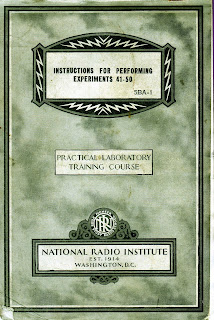 INSTRUCTIONS FOR PERFORMING
EXPERIMENTS 41-50
5BA-1
PRACTICAL LABORATORY
TRAINING COURSE
NRI
NATIONAL RADIO INSTITUTE
EST. 1914
WASHINGTON, D.C.